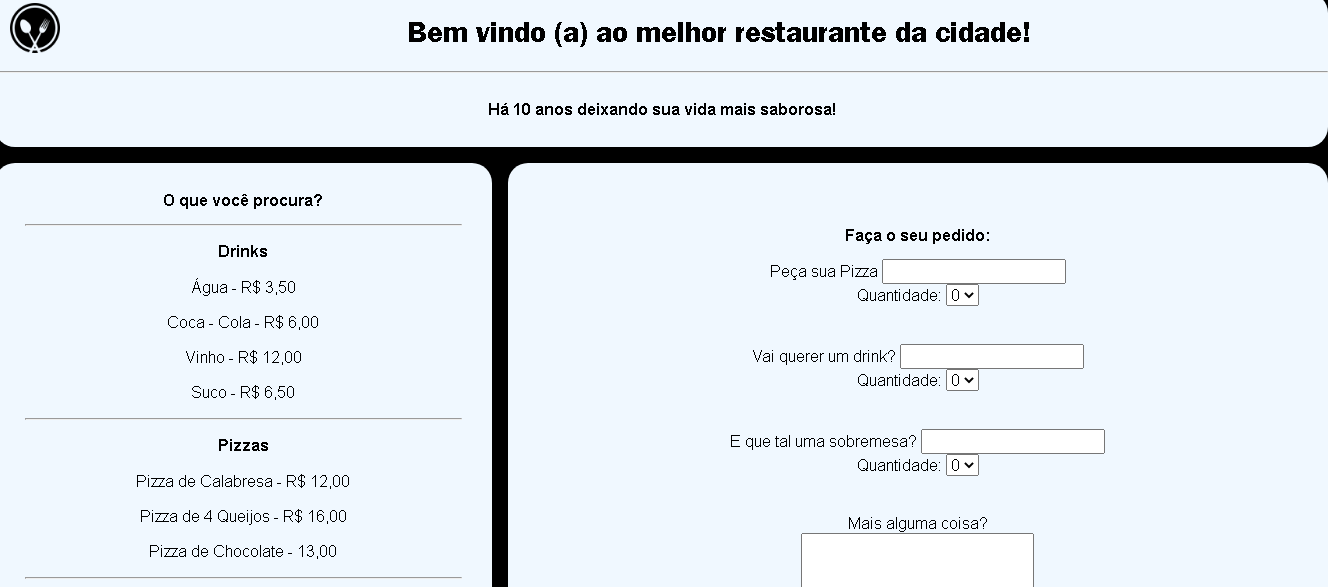 Bem vindo (a) ao melhor restaurante da cidade!
Há 10 anos deixando sua vida mais saborosa!
O que você procura?
Drinks
Água - R$ 3,50
Coca - Cola - R$ 6,00
Vinho - R$ 12,00
Suco - R$ 6,50
Pizzas
Pizza de Calabresa - R$ 12,00
Pizza de 4 Queijos - R$ 16,00
Pizza de Chocolate - 13,00
Faça o seu pedido:
Peça sua Pizza
Quantidade: 0
Vai querer um drink?
Quantidade: 0
E que tal uma sobremesa?
Quantidade: 0
Mais alguma coisa?